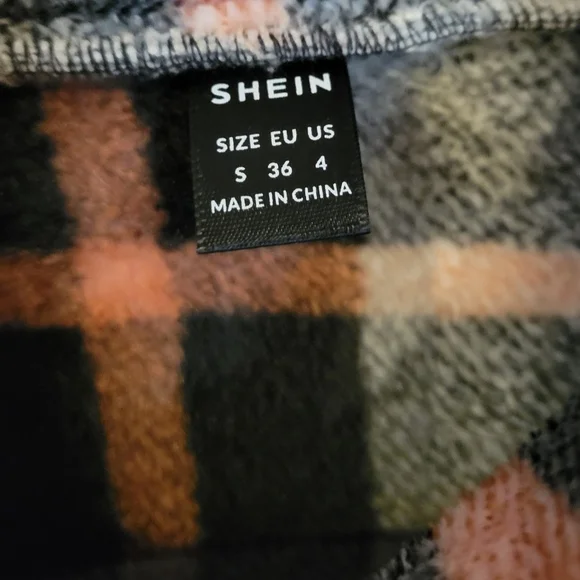 SHEIN
SIZE EU US
S 36 4
MADE IN CHINA